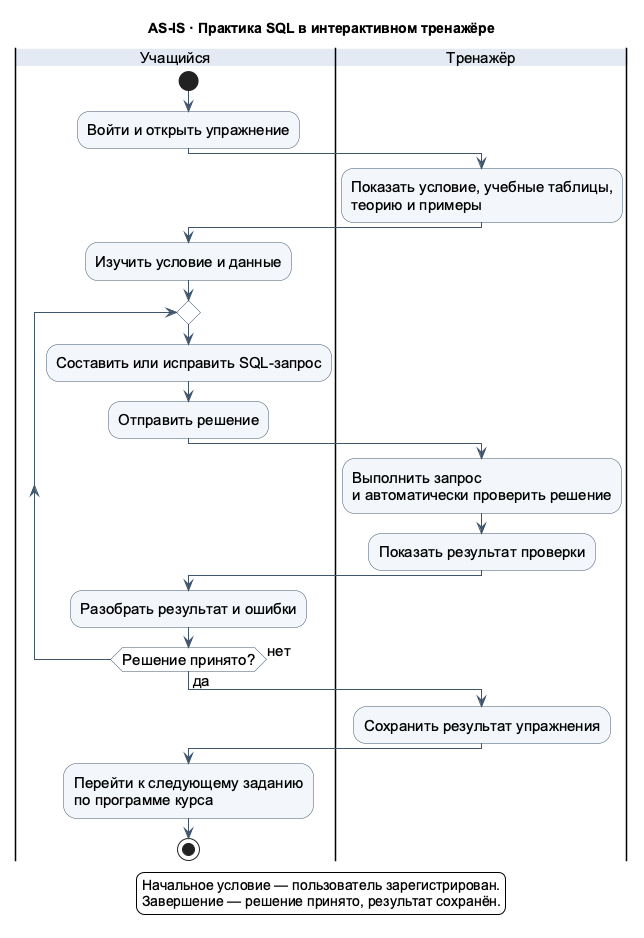 AS-IS · Практика SQL в интерактивном тренажёре
Учащийся
Тренажёр
Войти и открыть упражнение
Показать условие, учебные таблицы,
теорию и примеры
Изучить условие и данные
Составить или исправить SQL-запрос
Отправить решение
Выполнить запрос
и автоматически проверить решение
Показать результат проверки
Разобрать результат и ошибки
Решение принято?
нет
да
Сохранить результат упражнения
Перейти к следующему заданию
по программе курса
Начальное условие — пользователь зарегистрирован.
Завершение — решение принято, результат сохранён.